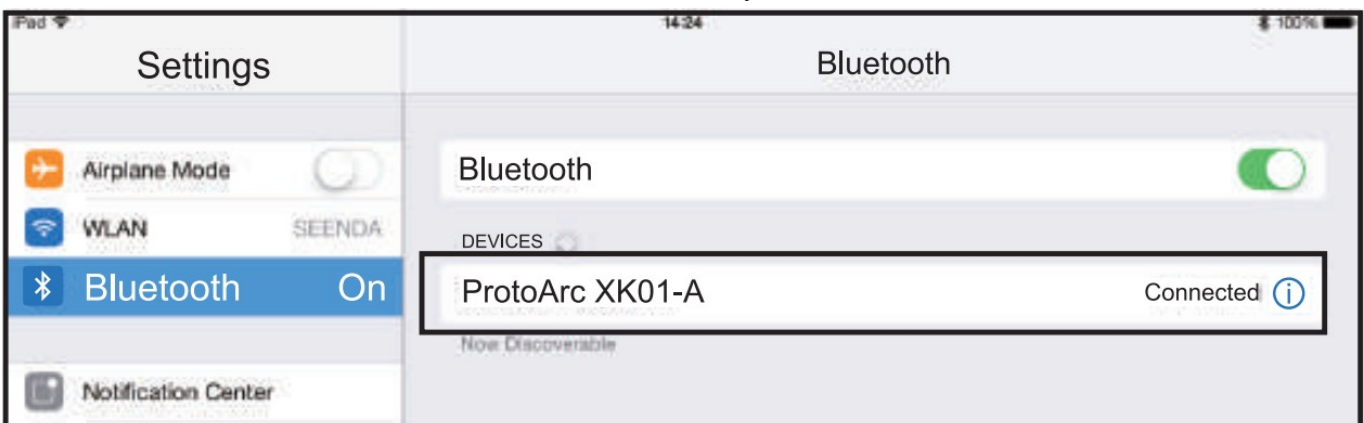 iPad 14:24 100%
Settings Bluetooth
Airplane Mode Bluetooth
WLAN SEENDA
DEVICES
Bluetooth On ProtoArc XK01-A Connected
Now Discoverable
Notification Center